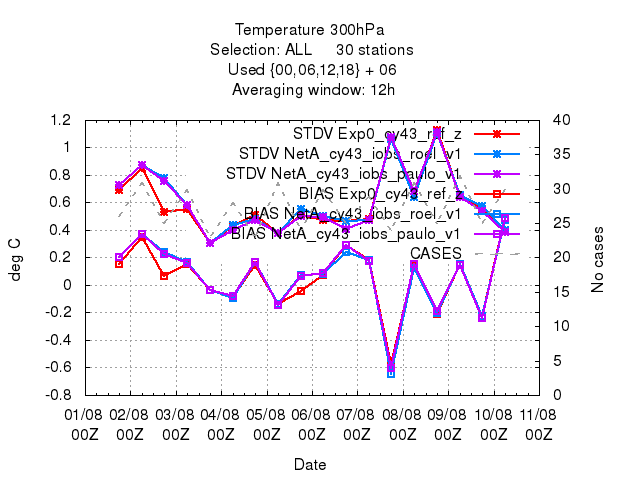 Temperature 300hPa
Selection: ALL 30 stations
Used {00,06,12,18} + 06
Averaging window: 12h
1.2
1
0.8
0.6
0.4
0.2
0
-0.2
-0.4
-0.6
-0.8
deg C
40
35
30
25
20
15
10
5
0
No cases
STDV Exp0_cy43_ref_z
STDV NetA_cy43_iobs_roel_v1
STDV NetA_cy43_iobs_paulo_v1
BIAS Exp0_cy43_ref_z
BIAS NetA_cy43_iobs_roel_v1
BIAS NetA_cy43_iobs_paulo_v1
CASES
01/08 02/08 03/08 04/08 05/08 06/08 07/08 08/08 09/08 10/08 11/08
00Z 00Z 00Z 00Z 00Z 00Z 00Z 00Z 00Z 00Z 00Z
Date